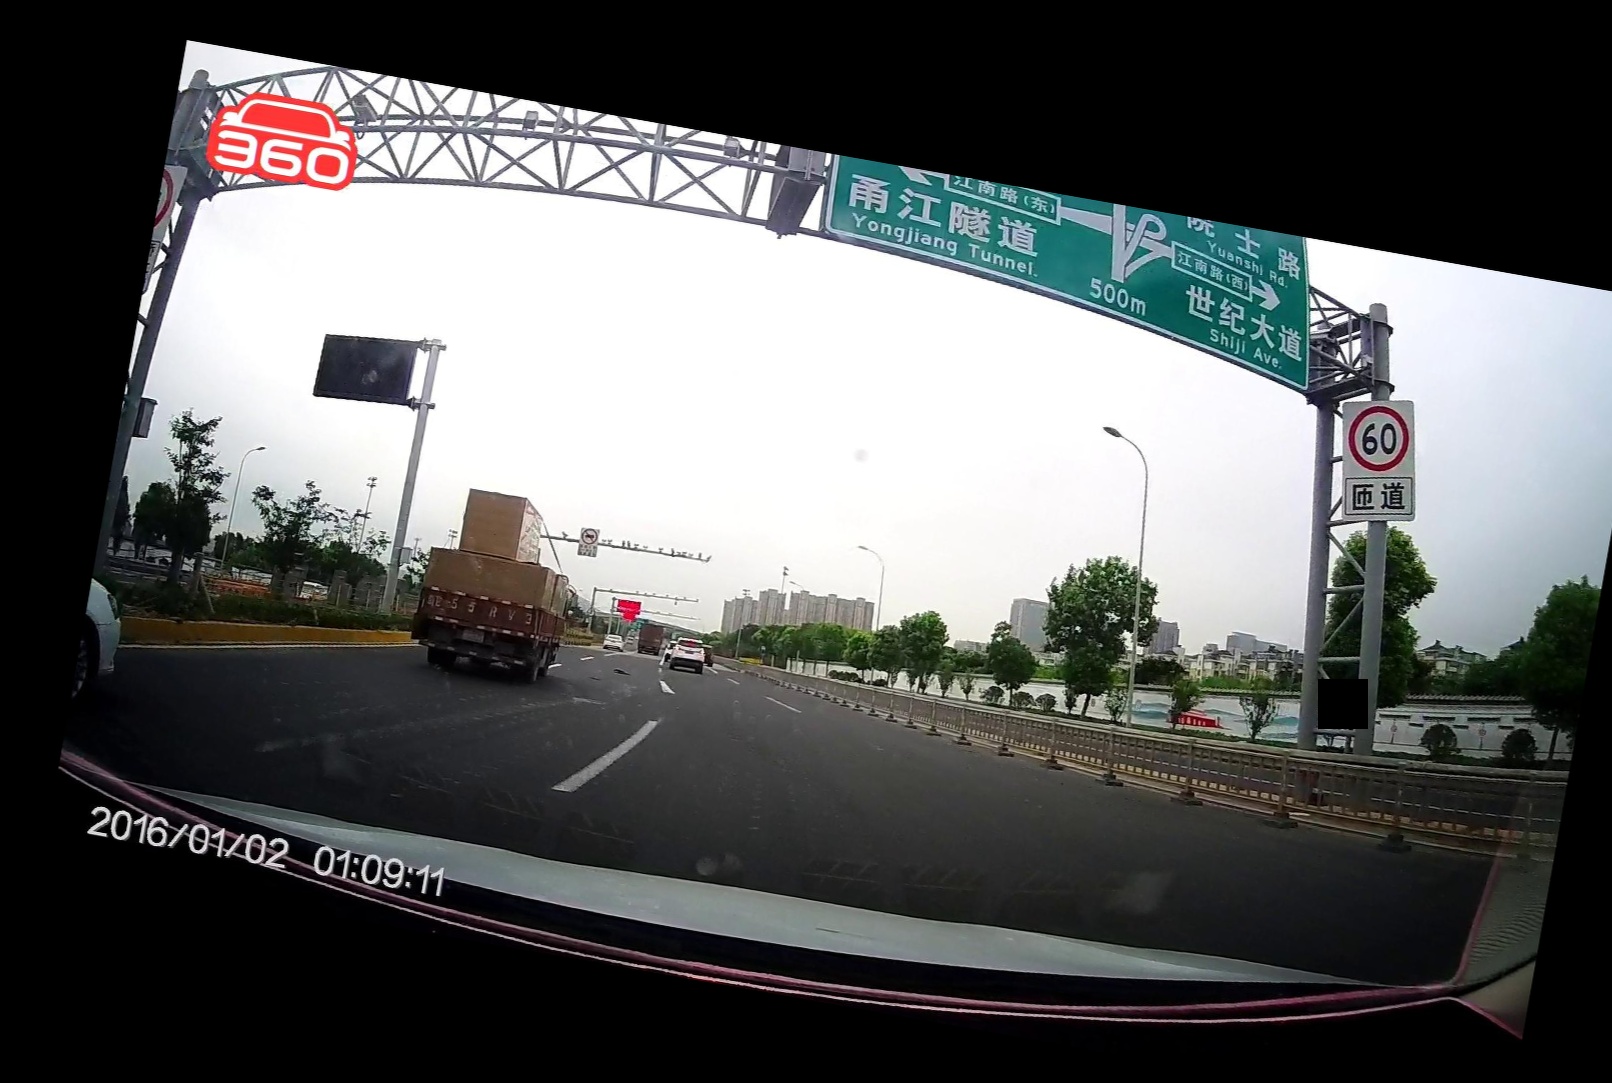 360
江南路(东)
甬江隧道
Yongjiang Tunnel.
500m
院士路
Yuanshi Rd.
江南路(西)
世纪大道
Shiji Ave.
60
匝道
2016/01/02 01:09:11